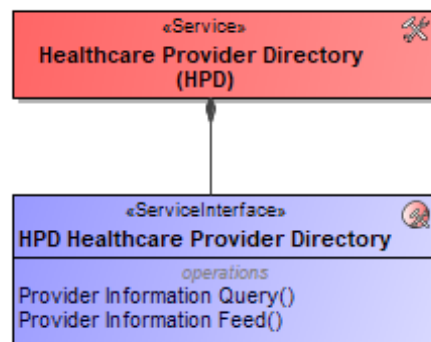 «Service»
Healthcare Provider Directory
(HPD)
«ServiceInterface»
HPD Healthcare Provider Directory
operations
Provider Information Query()
Provider Information Feed()